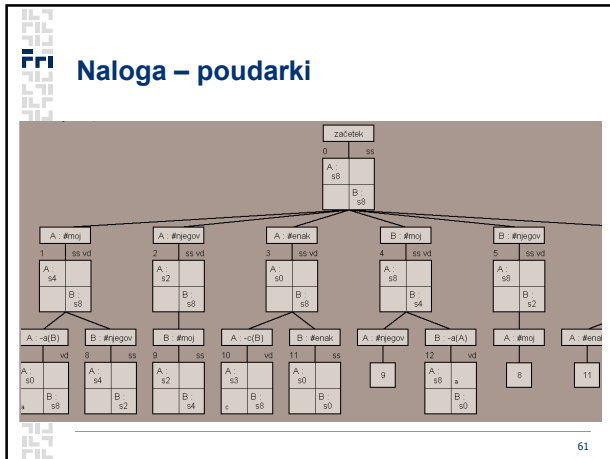 Fri
Naloga – poudarki
začetek
0 ss
A : s8
B : s8
A : #moj
A : #njegov
A : #enak
B : #moj
B : #njegov
1 ss vd
2 ss vd
3 ss vd
4 ss vd
5 ss vd
A : s4
A : s2
A : s0
A : s8
A : s8
B : s8
B : s8
B : s8
B : s4
B : s2
A : -a(B)
B : #njegov
B : #moj
A : -c(B)
B : #enak
A : #njegov
B : -a(A)
A : #moj
A : #enak
vd
8 ss
9 ss
10 vd
11 ss
12 vd
A : s0
A : s4
A : s2
A : s3
A : s0
9
A : s8 a
8
11
a B : s8
B : s2
B : s4
c B : s8
B : s0
B : s0
61